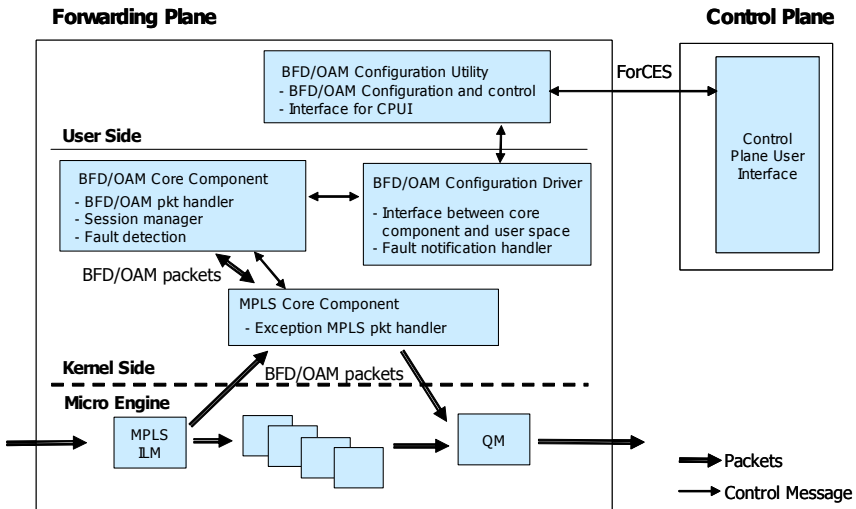 Forwarding Plane
Control Plane
BFD/OAM Configuration Utility
- BFD/OAM Configuration and control
- Interface for CPUI
ForCES
Control
Plane User
Interface
User Side
BFD/OAM Core Component
- BFD/OAM pkt handler
- Session manager
- Fault detection
BFD/OAM Configuration Driver
- Interface between core
component and user space
- Fault notification handler
BFD/OAM packets
MPLS Core Component
- Exception MPLS pkt handler
Kernel Side
BFD/OAM packets
Micro Engine
MPLS
ILM
QM
Packets
Control Message